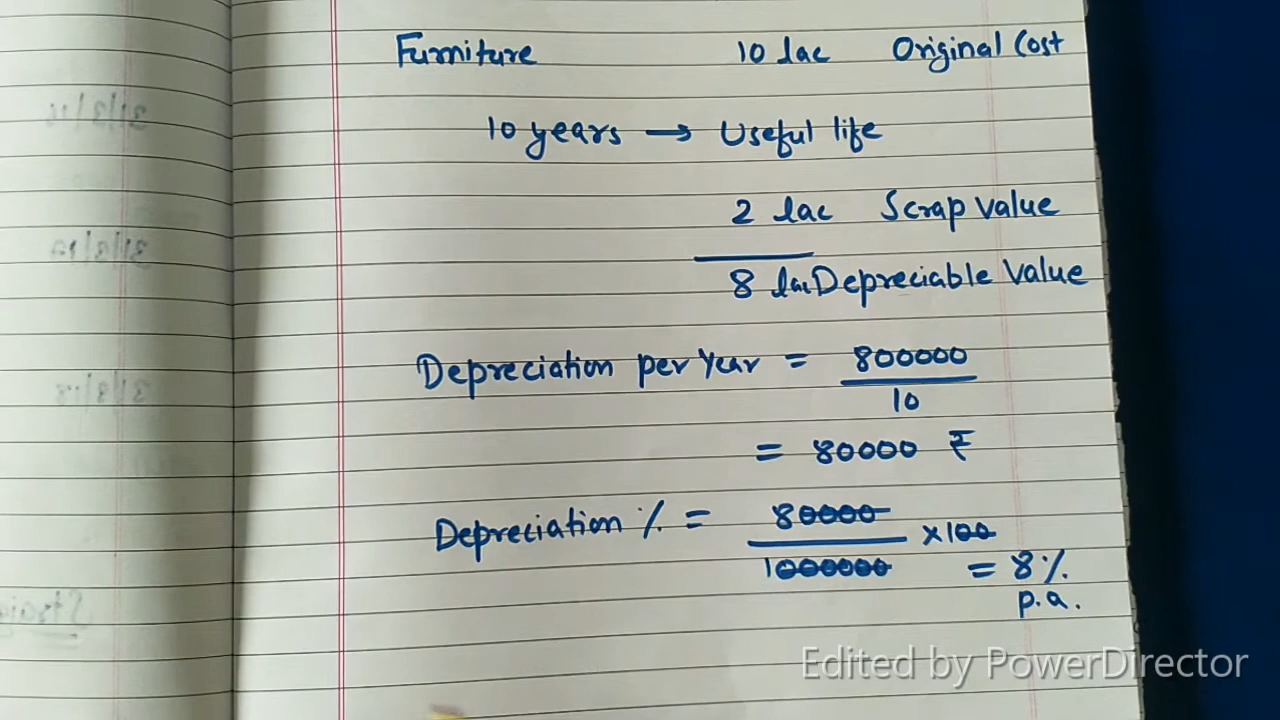 Furniture 10 lac Original Cost
10 years → Useful life
2 lac Scrap value
8 lac Depreciable Value
Depreciation per Year = 800000
10
= 80000 ₹
Depreciation % = 80000
1000000
×100
= 8%
p.a.
Edited by PowerDirector